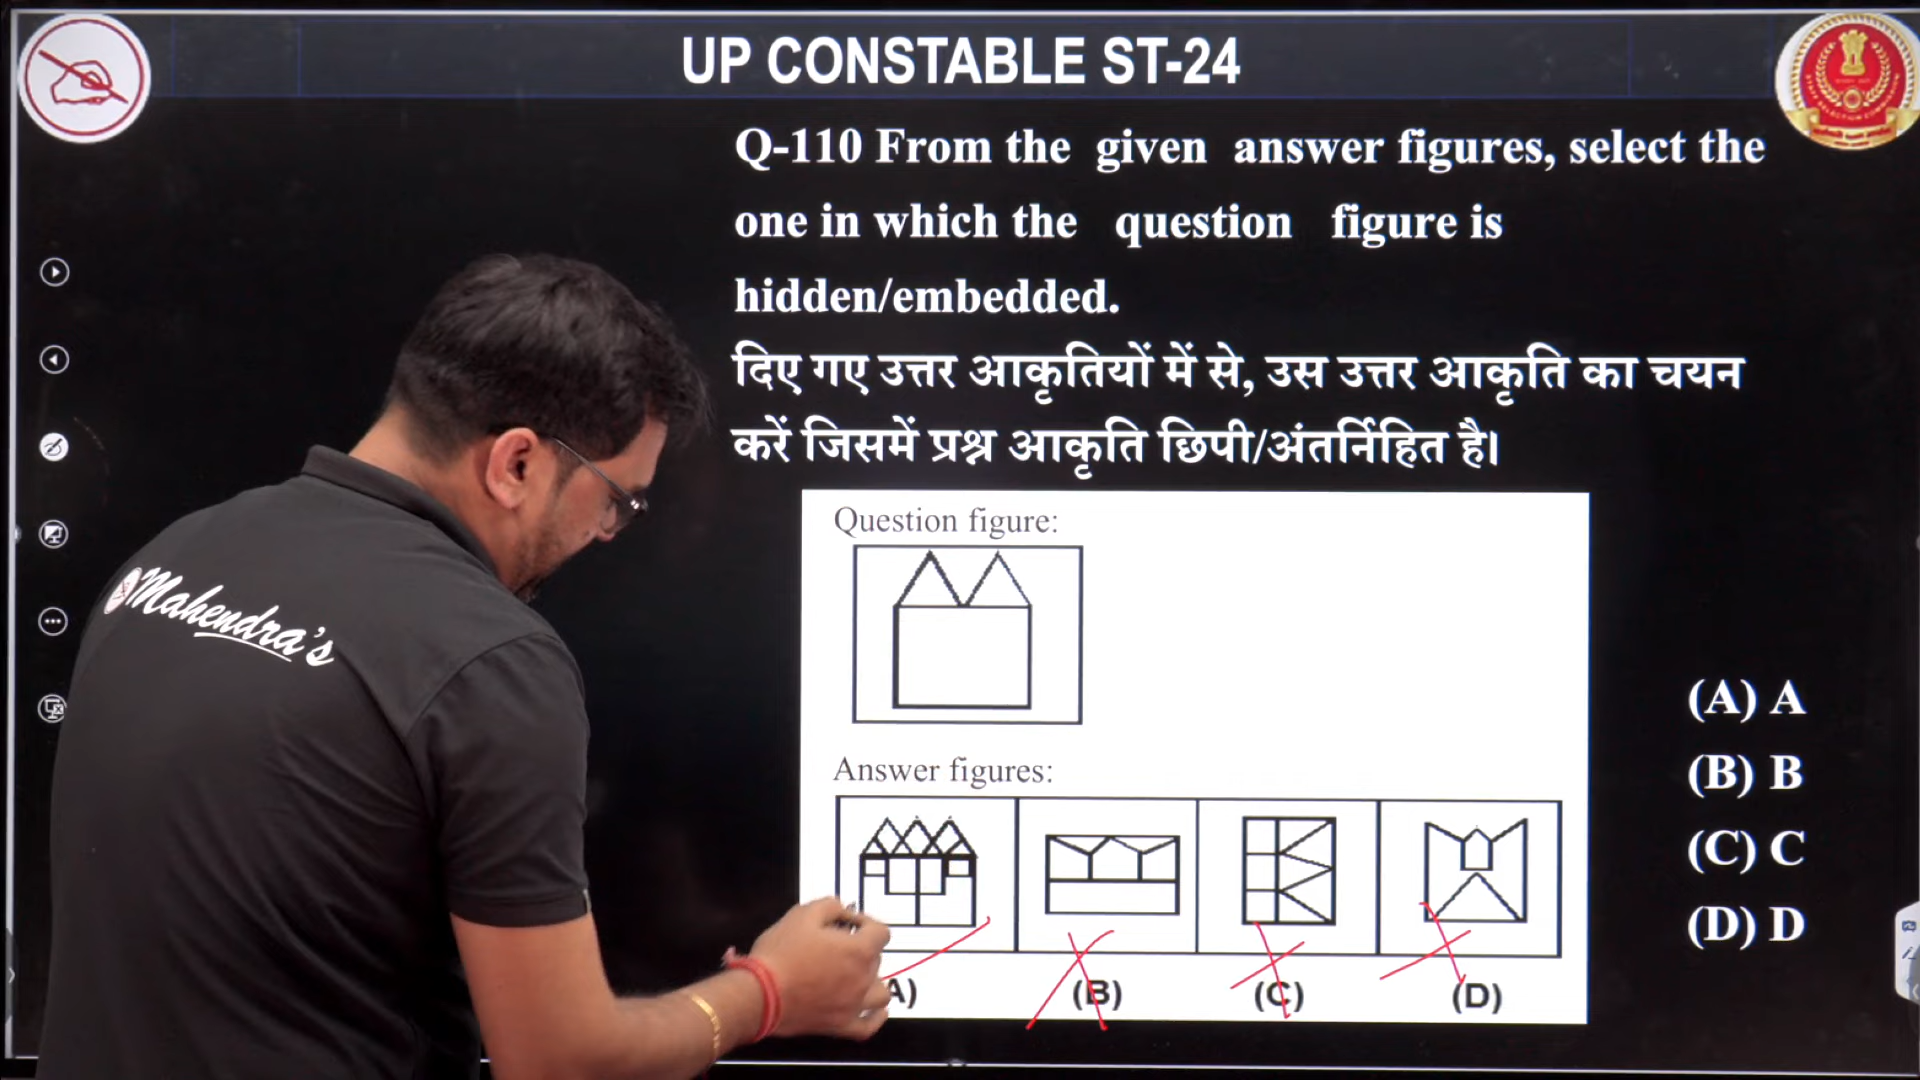 UP CONSTABLE ST-24
Q-110 From the given answer figures, select the
one in which the question figure is
hidden/embedded.
दिए गए उत्तर आकृतियों में से, उस उत्तर आकृति का चयन
करें जिसमें प्रश्न आकृति छिपी/अंतर्निहित है।
Question figure:
Answer figures:
A) (B) (C) (D)
(A) A
(B) B
(C) C
(D) D
Mahendra's